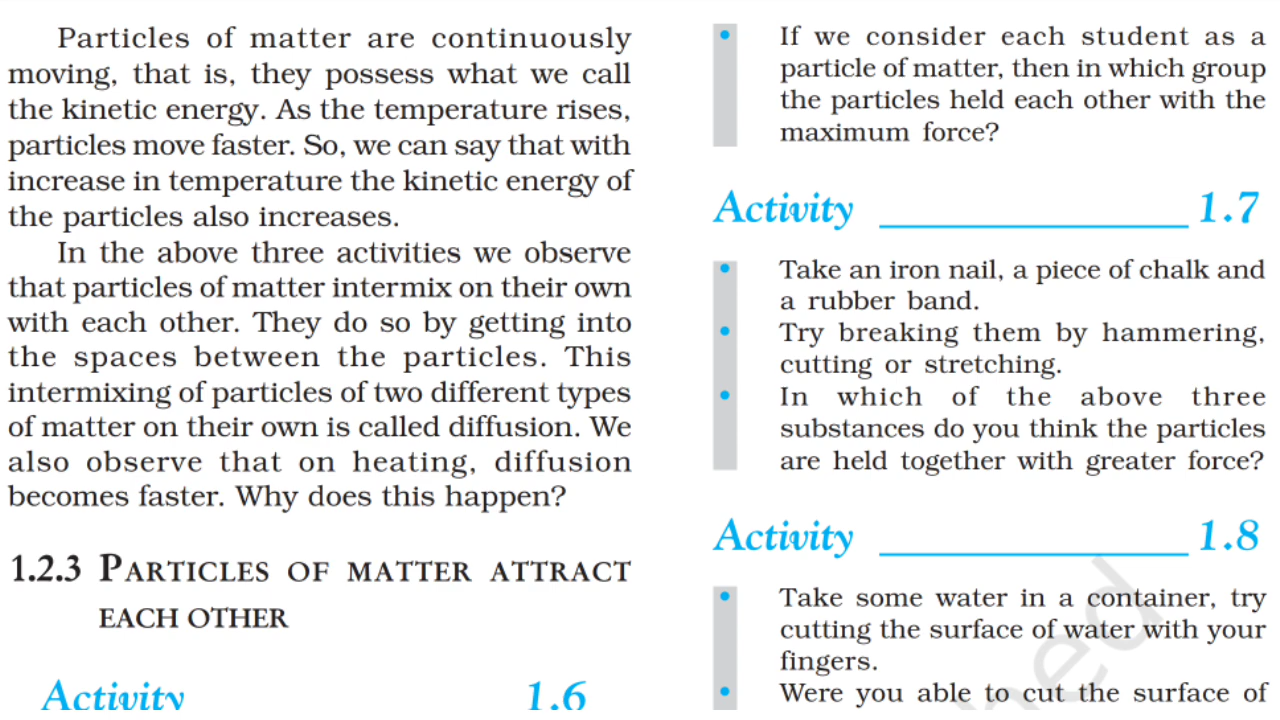 Particles of matter are continuously
moving, that is, they possess what we call
the kinetic energy. As the temperature rises,
particles move faster. So, we can say that with
increase in temperature the kinetic energy of
the particles also increases.
In the above three activities we observe
that particles of matter intermix on their own
with each other. They do so by getting into
the spaces between the particles. This
intermixing of particles of two different types
of matter on their own is called diffusion. We
also observe that on heating, diffusion
becomes faster. Why does this happen?
1.2.3 PARTICLES OF MATTER ATTRACT
EACH OTHER
Activity 1.6
• If we consider each student as a
particle of matter, then in which group
the particles held each other with the
maximum force?
Activity ______________ 1.7
• Take an iron nail, a piece of chalk and
a rubber band.
• Try breaking them by hammering,
cutting or stretching.
• In which of the above three
substances do you think the particles
are held together with greater force?
Activity ______________ 1.8
• Take some water in a container, try
cutting the surface of water with your
fingers.
• Were you able to cut the surface of